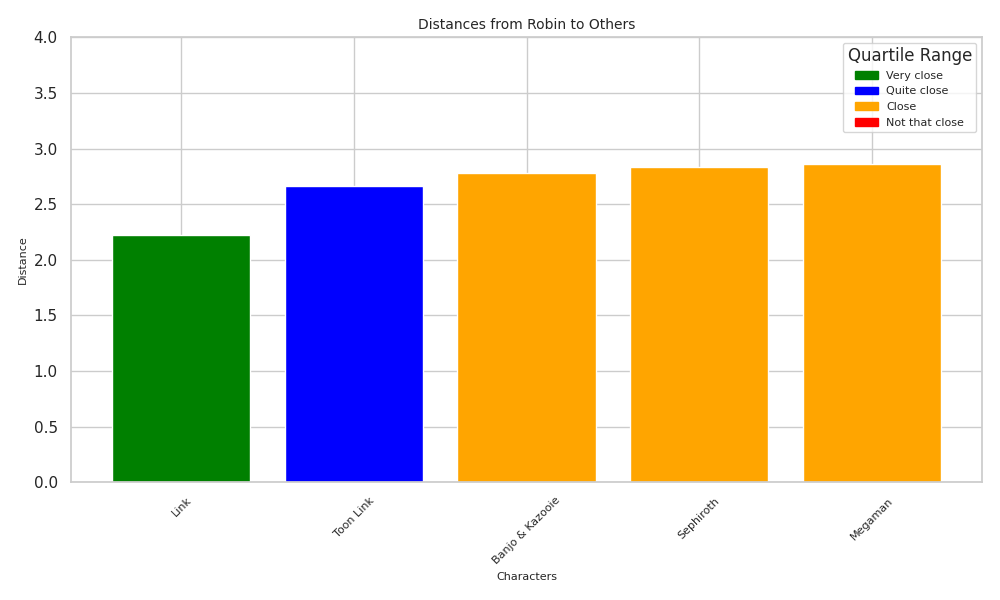 Distances from Robin to Others
4.0
3.5
3.0
2.5
2.0
1.5
1.0
0.5
0.0
Distance
Quartile Range
Very close
Quite close
Close
Not that close
Link
Toon Link
Banjo & Kazooie
Sephiroth
Megaman
Characters